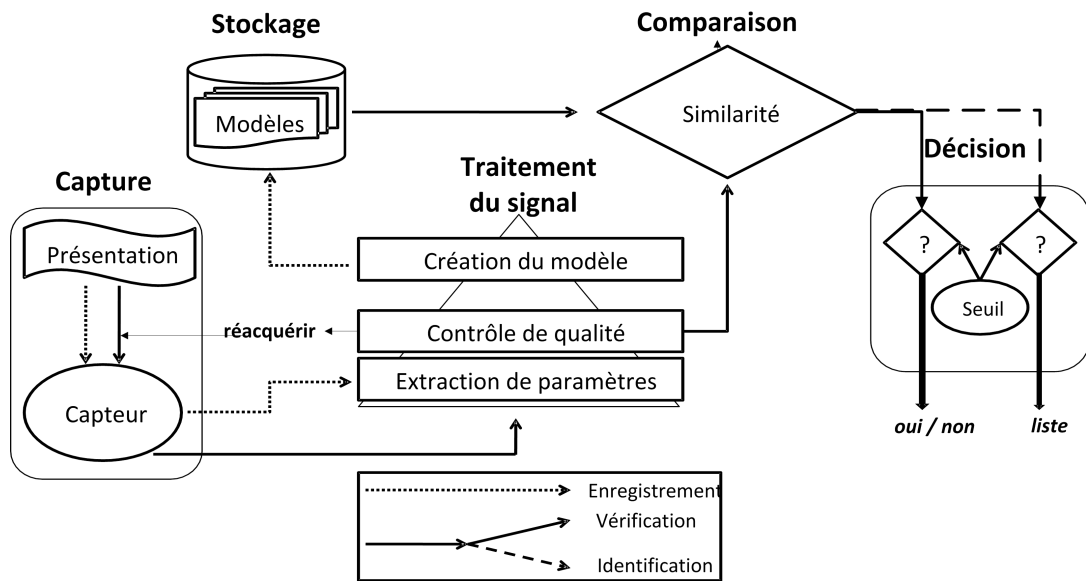 Stockage
Comparaison
Modèles
Similarité
Capture
Traitement
du signal
Décision
Présentation
Création du modèle
?
?
réacquérir
Contrôle de qualité
Seuil
Capteur
Extraction de paramètres
oui / non
liste
Enregistrement
Vérification
Identification